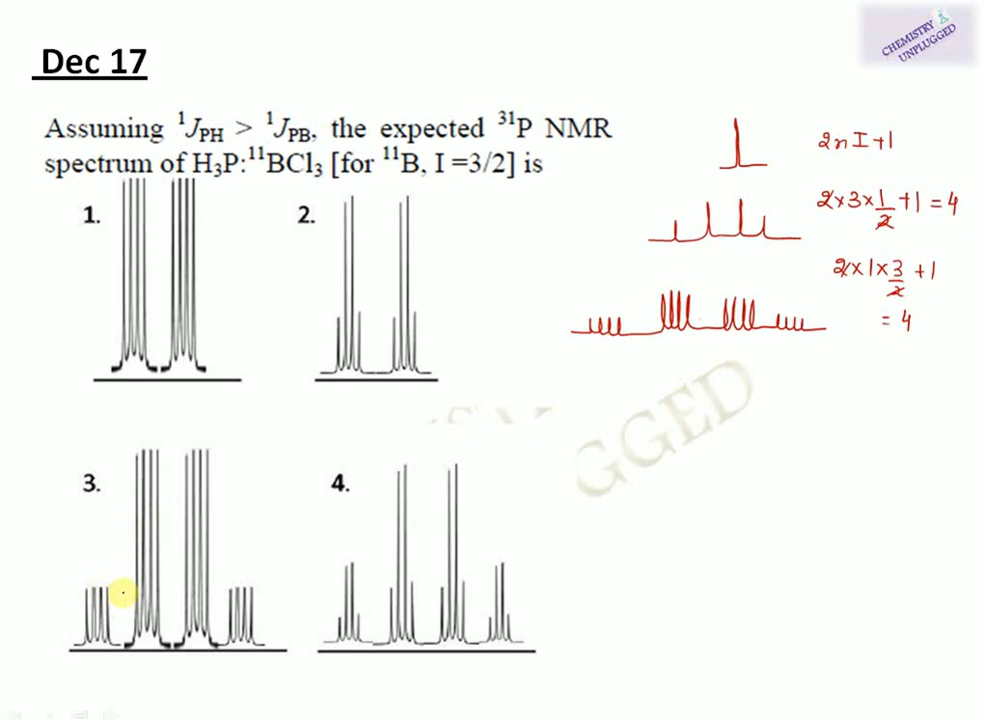 CHEMISTRY
UNPLUGGED
Dec 17
Assuming ¹J_PH > ¹J_PB, the expected ³¹P NMR
spectrum of H₃P:¹¹BCl₃ [for ¹¹B, I =3/2] is
1.
2.
3.
4.
2nI+1
2×3×1/2+1=4
2×1×3/2+1
=4
GGED